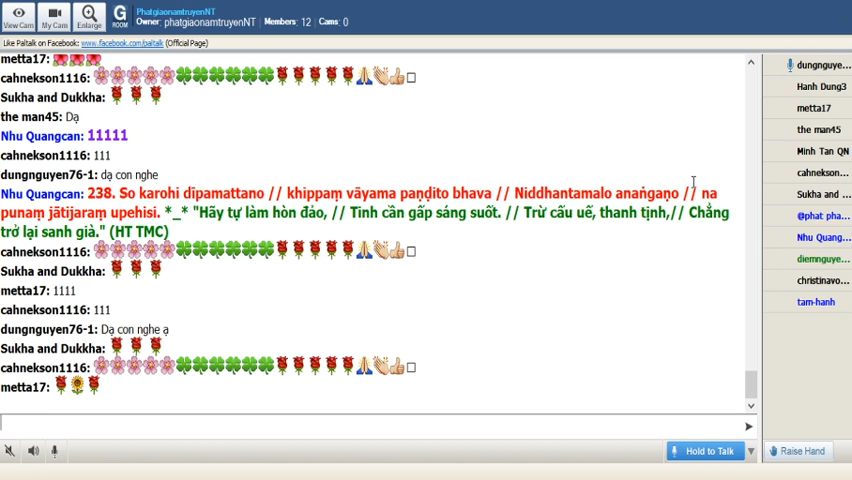 View Cam
My Cam
Enlarge
G
ROOM
PhatgiaonamtruyenNT
Owner: phatgiaonamtruyenNT Members: 12 Cams: 0
Like Paltalk on Facebook: www.facebook.com/paltalk (Official Page)
metta17:
cahnekson1116:
Sukha and Dukkha:
the man45: Dạ
Nhu Quangcan: 11111
cahnekson1116: 111
dungnguyen76-1: dạ con nghe
Nhu Quangcan: 238. So karohi dīpamattano // khippaṃ vāyama paṇḍito bhava // Niddhantamalo anaṅgaṇo // na
punaṃ jātijaraṃ upehisi. *_* "Hãy tự làm hòn đảo, // Tinh cần gấp sáng suốt. // Trừ cấu uế, thanh tịnh,// Chẳng
trở lại sanh già." (HT TMC)
cahnekson1116:
Sukha and Dukkha:
metta17: 1111
cahnekson1116: 111
dungnguyen76-1: Dạ con nghe ạ
Sukha and Dukkha:
cahnekson1116:
metta17:
dungnguye...
Hanh Dung3
metta17
the man45
Minh Tan QN
cahnekson...
Sukha and ...
@phat pha...
Nhu Quang...
diemnguye...
christinavo...
tam-hanh
Hold to Talk
Raise Hand